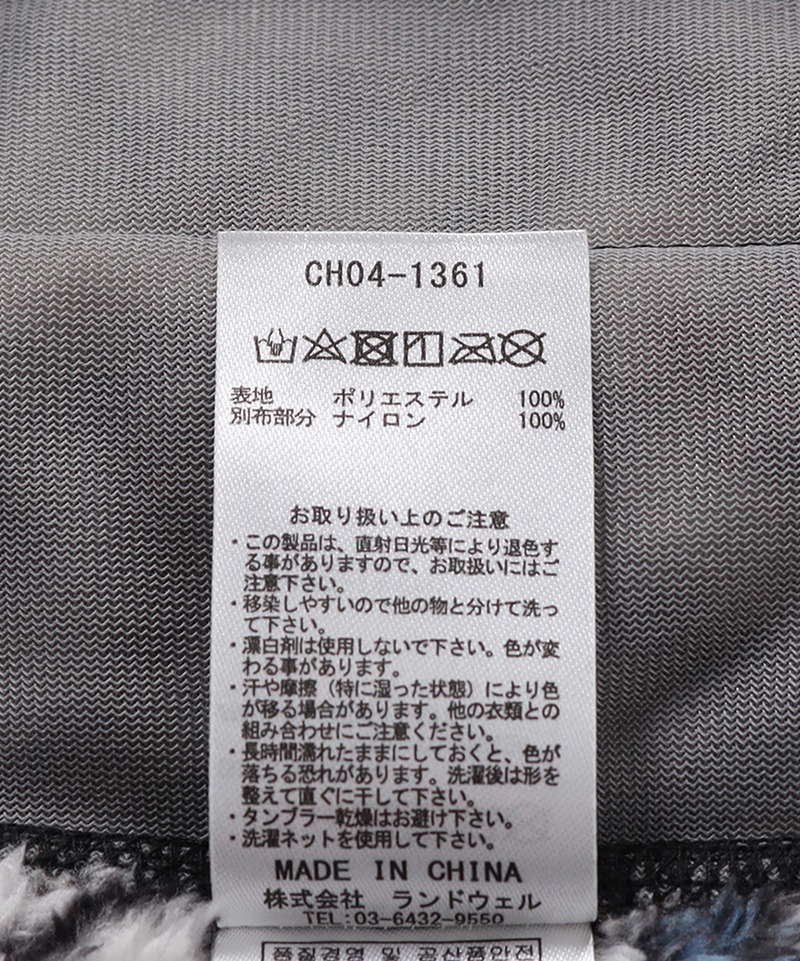 CH04-1361
表地 ポリエステル 100%
別布部分 ナイロン 100%
お取り扱い上のご注意
・この製品は、直射日光等により退色す
る事がありますので、お取扱いにはご
注意下さい。
・移染しやすいので他の物と分けて洗っ
て下さい。
・漂白剤は使用しないで下さい。色が変
わる事があります。
・汗や摩擦（特に湿った状態）により色
が移る場合があります。他の衣類との
組み合わせにご注意ください。
・長時間濡れたままにしておくと、色が
落ちる恐れがあります。洗濯後は形を
整えて直ぐに干して下さい。
・タンブラー乾燥はお避け下さい。
・洗濯ネットを使用して下さい。
MADE IN CHINA
株式会社 ランドウェル
TEL:03-6432-9550
품질경영 및 공산품안전